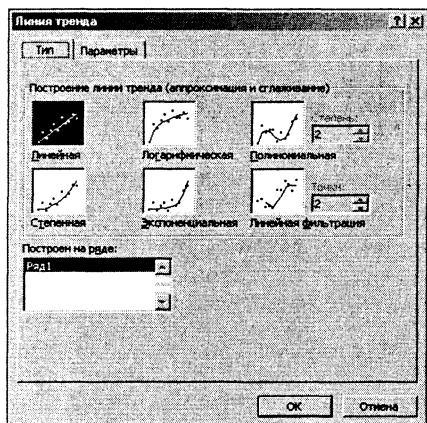 Линия тренда
Тип Параметры
Построение линии тренда (аппроксимация и сглаживание)
Степень:
2
Линейная Логарифмическая Полиномиальная
Точки:
2
Степенная Экспоненциальная Линейная фильтрация
Построен на ряде:
Ряд1
OK Отмена